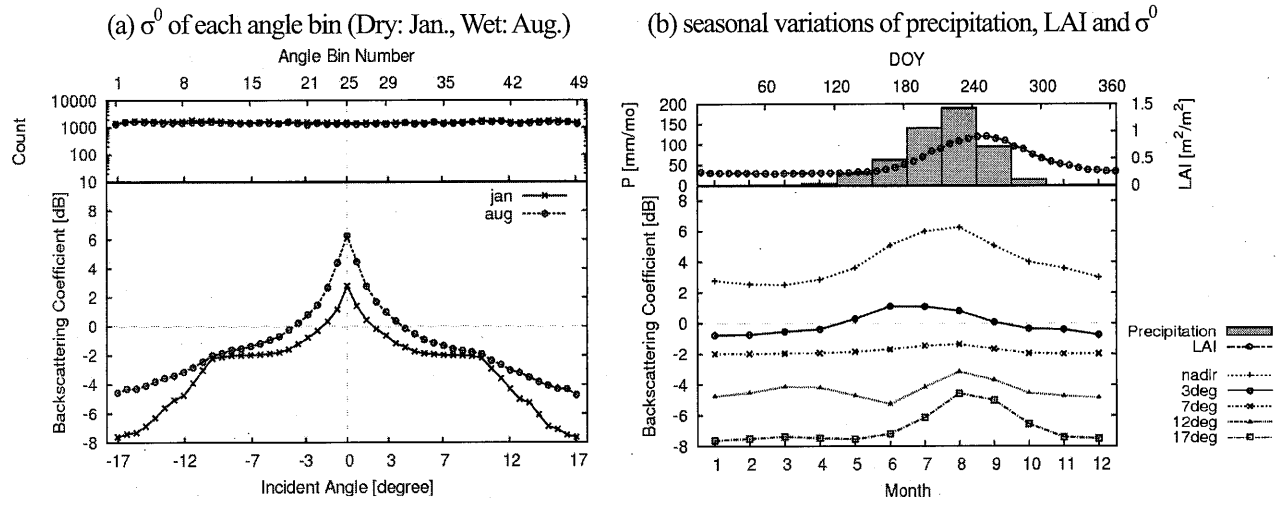 (a) σ⁰ of each angle bin (Dry: Jan., Wet: Aug.)
Angle Bin Number
1 8 15 21 25 29 35 42 49
10000
1000
100
10
Count
jan
aug
8
6
4
2
0
-2
-4
-6
-8
Backscattering Coefficient [dB]
-17 -12 -7 -3 0 3 7 12 17
Incident Angle [degree]
(b) seasonal variations of precipitation, LAI and σ⁰
DOY
60 120 180 240 300 360
200
150
100
50
0
P [mm/mo]
1.5
1
0.5
0
LAI [m²/m²]
8
6
4
2
0
-2
-4
-6
-8
Backscattering Coefficient [dB]
1 2 3 4 5 6 7 8 9 10 11 12
Month
Precipitation
LAI
nadir
3deg
7deg
12deg
17deg